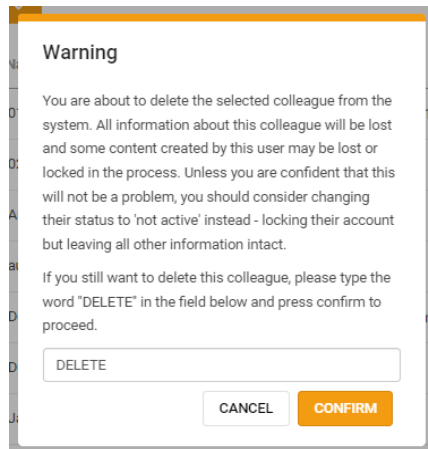 Warning
You are about to delete the selected colleague from the
system. All information about this colleague will be lost
and some content created by this user may be lost or
locked in the process. Unless you are confident that this
will not be a problem, you should consider changing
their status to 'not active' instead - locking their account
but leaving all other information intact.
If you still want to delete this colleague, please type the
word "DELETE" in the field below and press confirm to
proceed.
DELETE
CANCEL CONFIRM